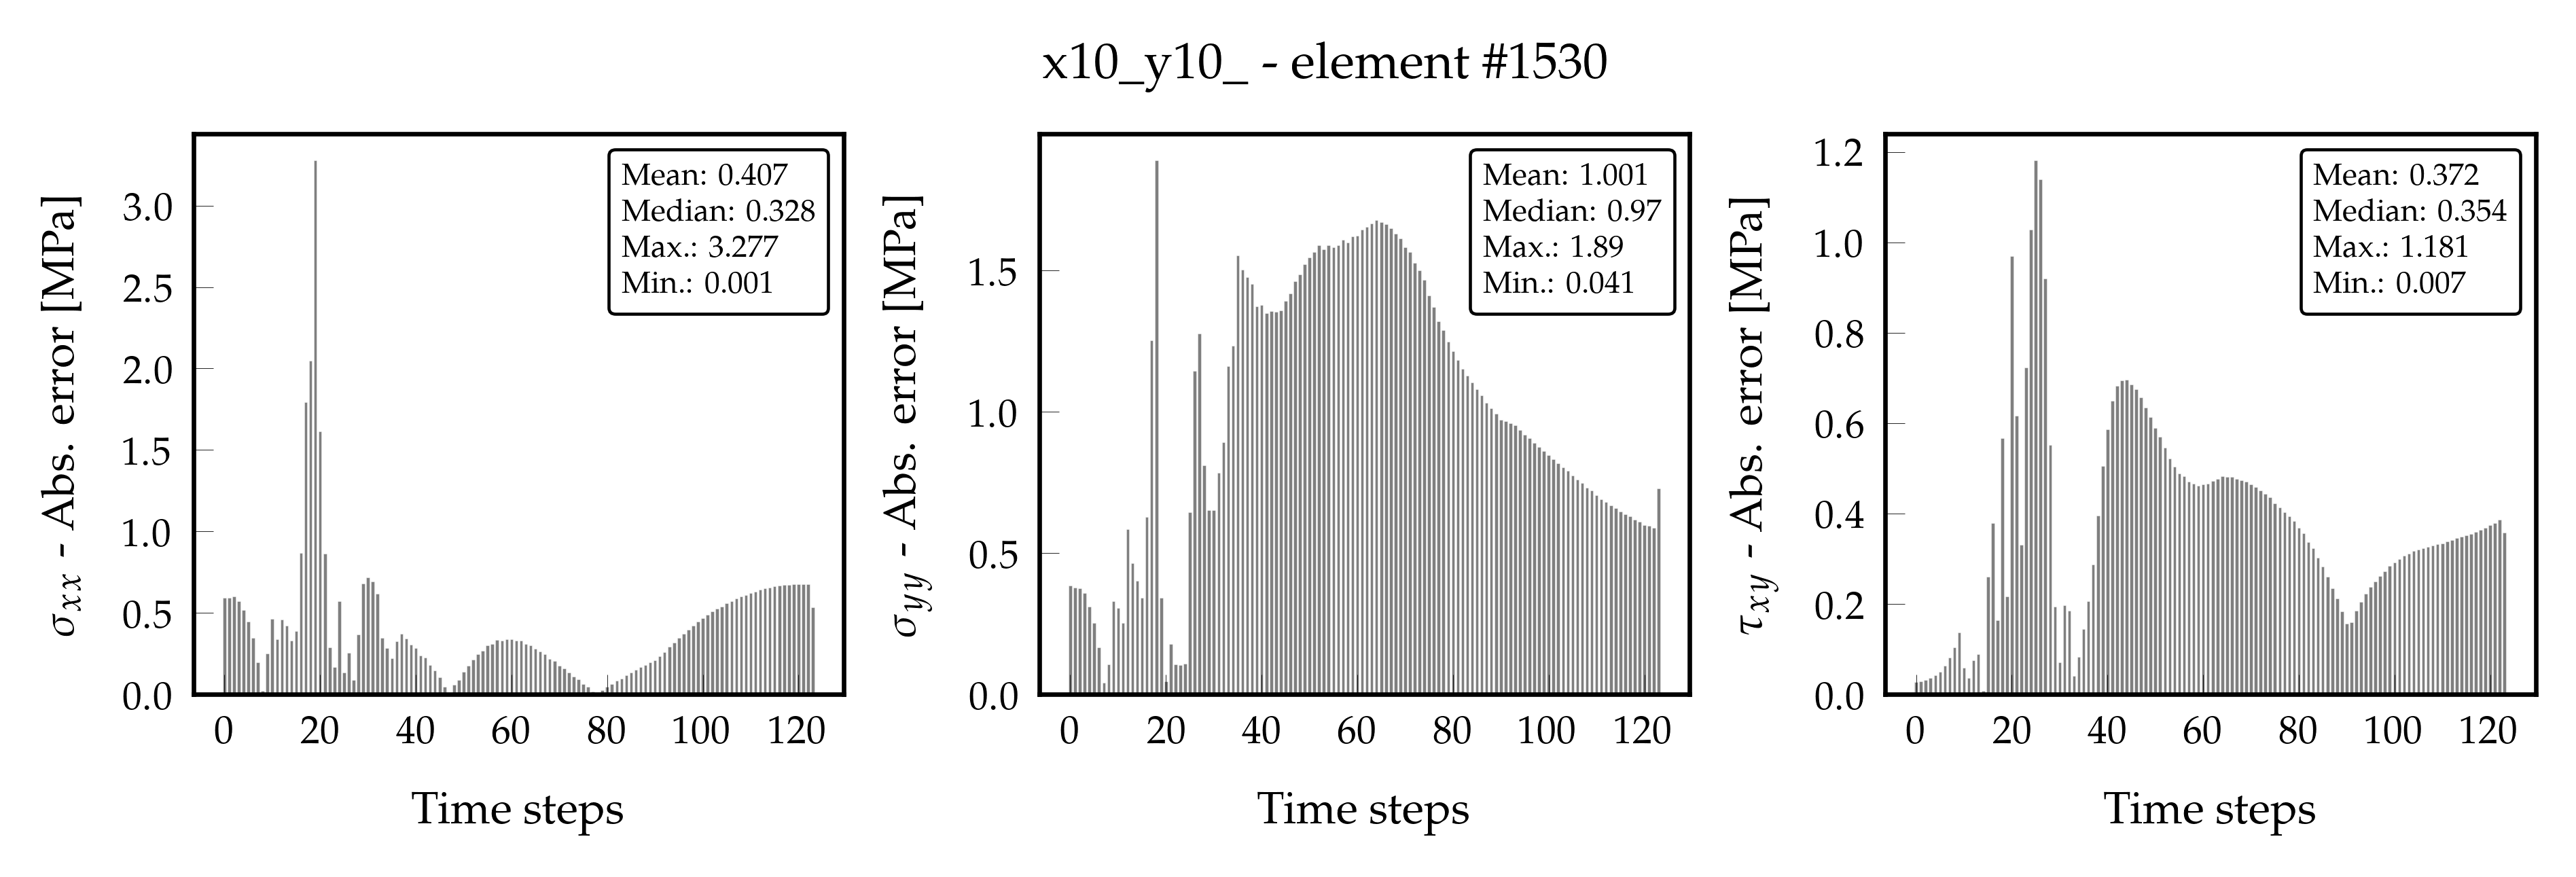 x10_y10_ - element #1530
σxx - Abs. error [MPa]
3.0
2.5
2.0
1.5
1.0
0.5
0.0
Mean: 0.407
Median: 0.328
Max.: 3.277
Min.: 0.001
0 20 40 60 80 100 120
Time steps
σyy - Abs. error [MPa]
1.5
1.0
0.5
0.0
Mean: 1.001
Median: 0.97
Max.: 1.89
Min.: 0.041
0 20 40 60 80 100 120
Time steps
τxy - Abs. error [MPa]
1.2
1.0
0.8
0.6
0.4
0.2
0.0
Mean: 0.372
Median: 0.354
Max.: 1.181
Min.: 0.007
0 20 40 60 80 100 120
Time steps